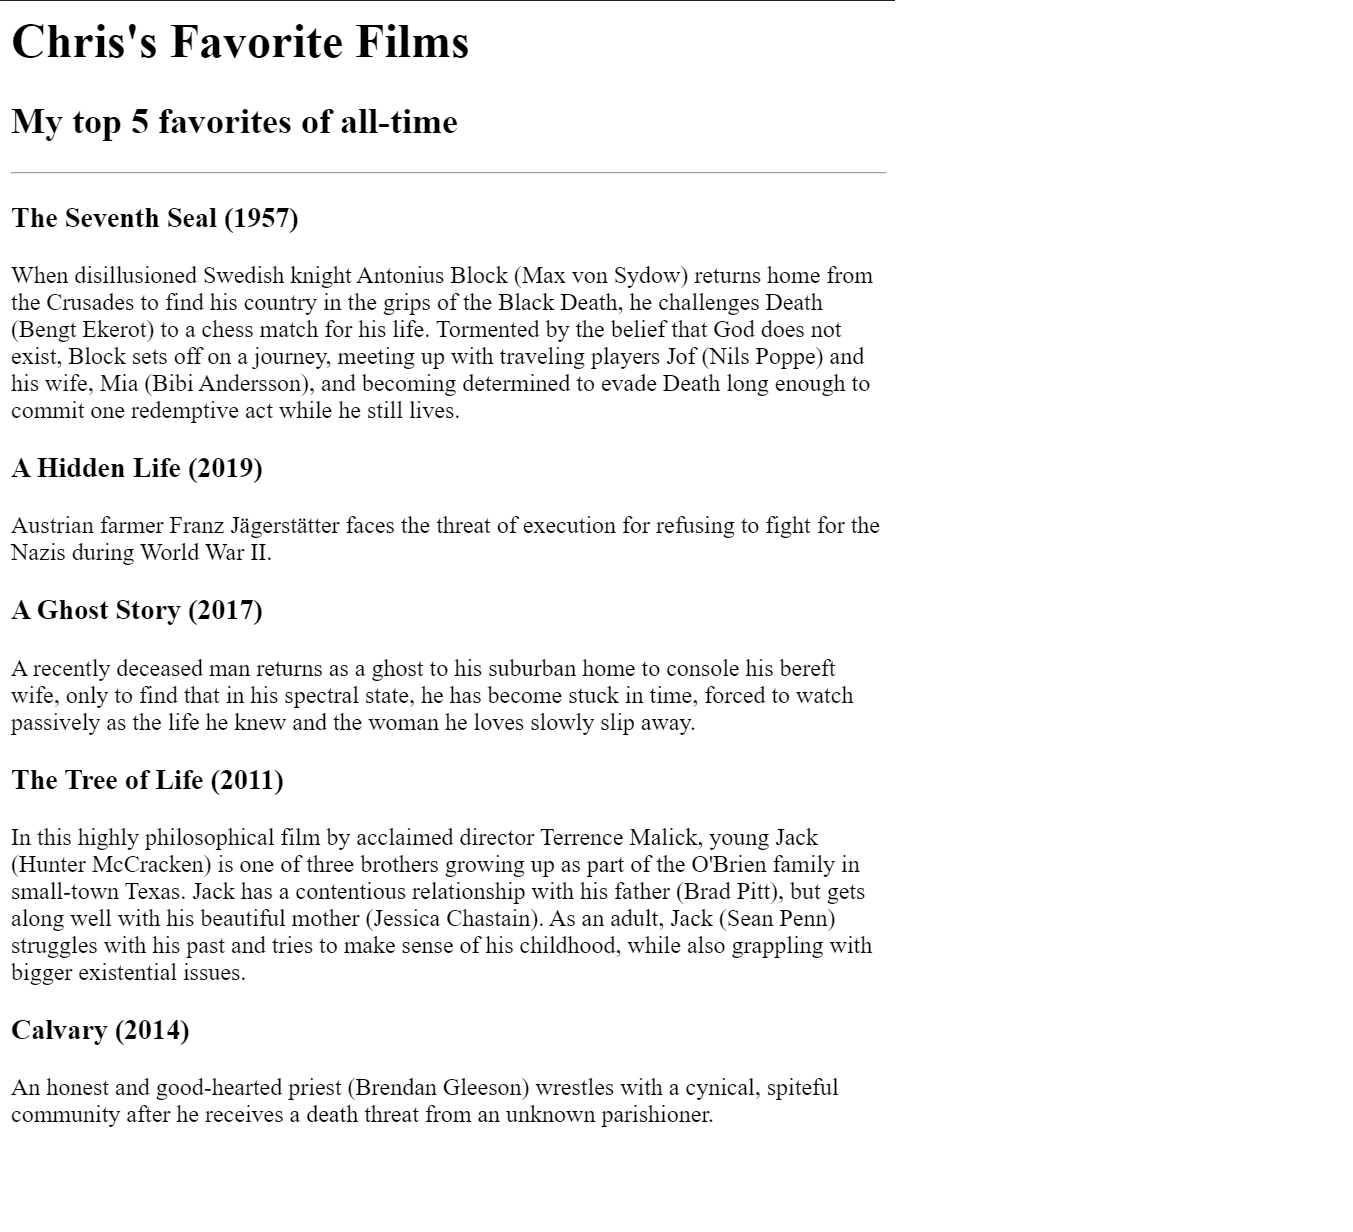 Chris's Favorite Films
My top 5 favorites of all-time
The Seventh Seal (1957)
When disillusioned Swedish knight Antonius Block (Max von Sydow) returns home from
the Crusades to find his country in the grips of the Black Death, he challenges Death
(Bengt Ekerot) to a chess match for his life. Tormented by the belief that God does not
exist, Block sets off on a journey, meeting up with traveling players Jof (Nils Poppe) and
his wife, Mia (Bibi Andersson), and becoming determined to evade Death long enough to
commit one redemptive act while he still lives.
A Hidden Life (2019)
Austrian farmer Franz Jägerstätter faces the threat of execution for refusing to fight for the
Nazis during World War II.
A Ghost Story (2017)
A recently deceased man returns as a ghost to his suburban home to console his bereft
wife, only to find that in his spectral state, he has become stuck in time, forced to watch
passively as the life he knew and the woman he loves slowly slip away.
The Tree of Life (2011)
In this highly philosophical film by acclaimed director Terrence Malick, young Jack
(Hunter McCracken) is one of three brothers growing up as part of the O'Brien family in
small-town Texas. Jack has a contentious relationship with his father (Brad Pitt), but gets
along well with his beautiful mother (Jessica Chastain). As an adult, Jack (Sean Penn)
struggles with his past and tries to make sense of his childhood, while also grappling with
bigger existential issues.
Calvary (2014)
An honest and good-hearted priest (Brendan Gleeson) wrestles with a cynical, spiteful
community after he receives a death threat from an unknown parishioner.